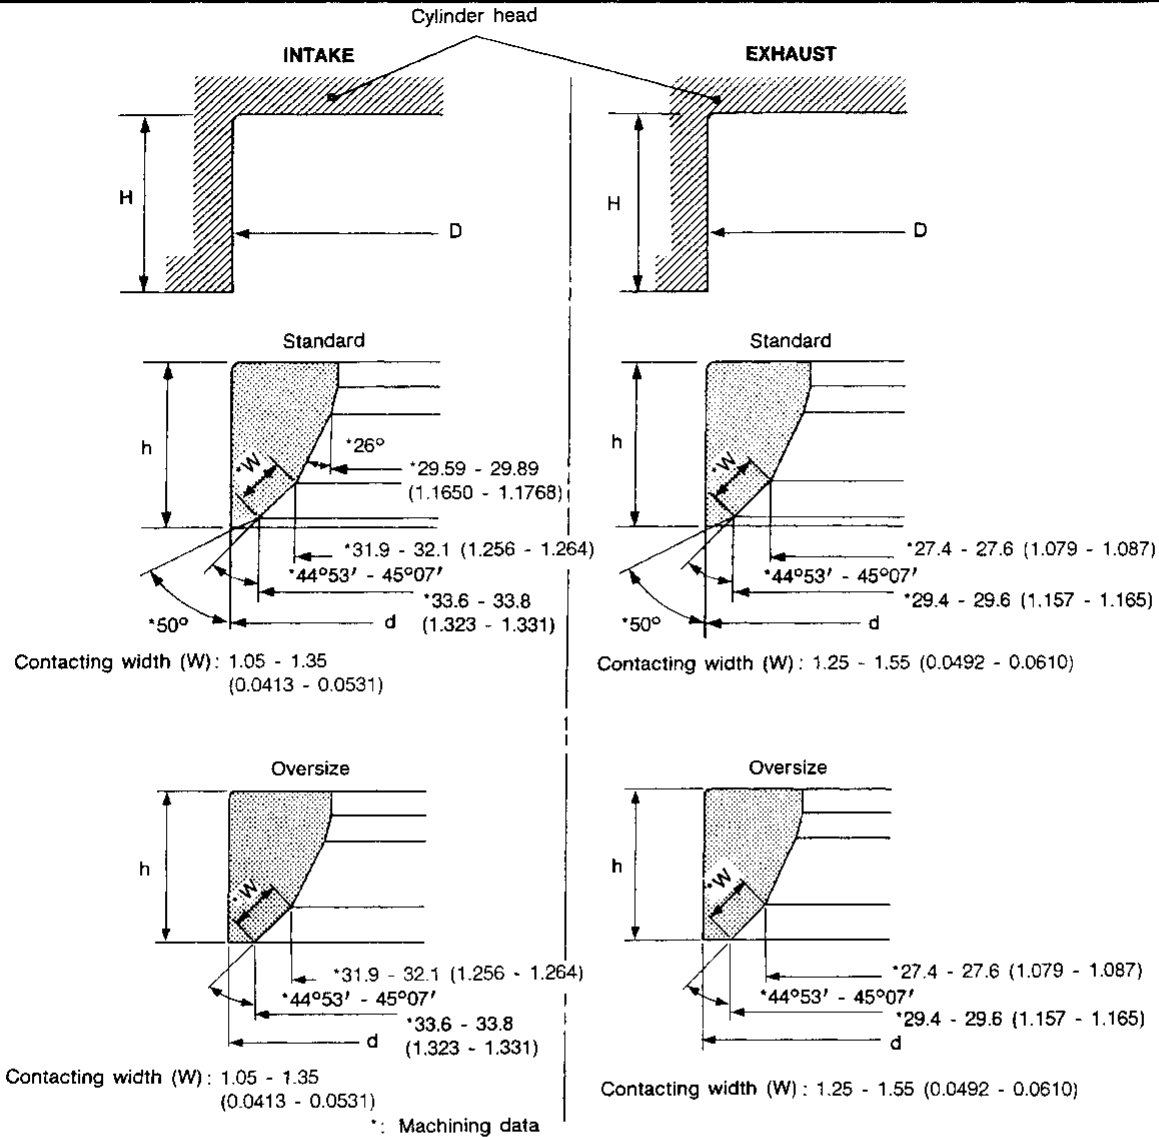 Cylinder head
INTAKE
EXHAUST
H
D
H
D
Standard
h
*W
*26°
*29.59 - 29.89
(1.1650 - 1.1768)
*31.9 - 32.1 (1.256 - 1.264)
*44°53′ - 45°07′
*33.6 - 33.8
(1.323 - 1.331)
*50°
d
Contacting width (W): 1.05 - 1.35
(0.0413 - 0.0531)
Standard
h
*W
*27.4 - 27.6 (1.079 - 1.087)
*44°53′ - 45°07′
*29.4 - 29.6 (1.157 - 1.165)
*50°
d
Contacting width (W): 1.25 - 1.55 (0.0492 - 0.0610)
Oversize
h
*W
*31.9 - 32.1 (1.256 - 1.264)
*44°53′ - 45°07′
*33.6 - 33.8
(1.323 - 1.331)
d
Contacting width (W): 1.05 - 1.35
(0.0413 - 0.0531)
Oversize
h
*W
*27.4 - 27.6 (1.079 - 1.087)
*44°53′ - 45°07′
*29.4 - 29.6 (1.157 - 1.165)
d
Contacting width (W): 1.25 - 1.55 (0.0492 - 0.0610)
*: Machining data